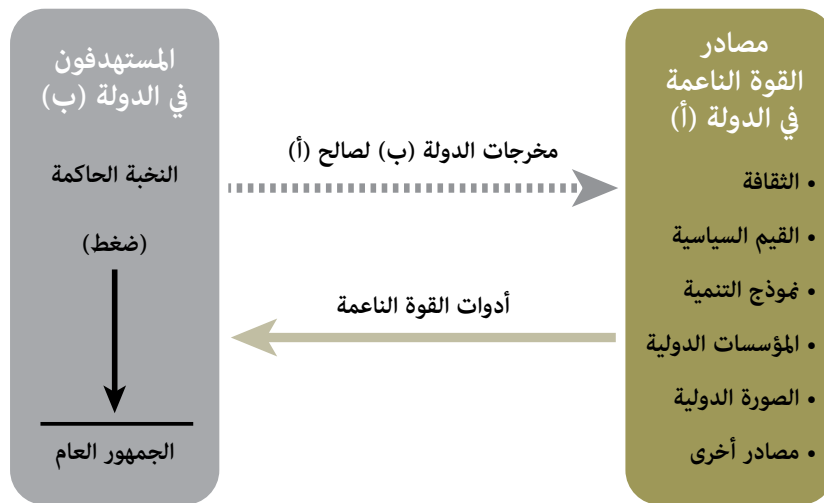 مصادر
القوة الناعمة
في الدولة (أ)
• الثقافة
• القيم السياسية
• نموذج التنمية
• المؤسسات الدولية
• الصورة الدولية
• مصادر أخرى
مخرجات الدولة (ب) لصالح (أ)
أدوات القوة الناعمة
المستهدفون
في الدولة (ب)
النخبة الحاكمة
(ضغط)
الجمهور العام